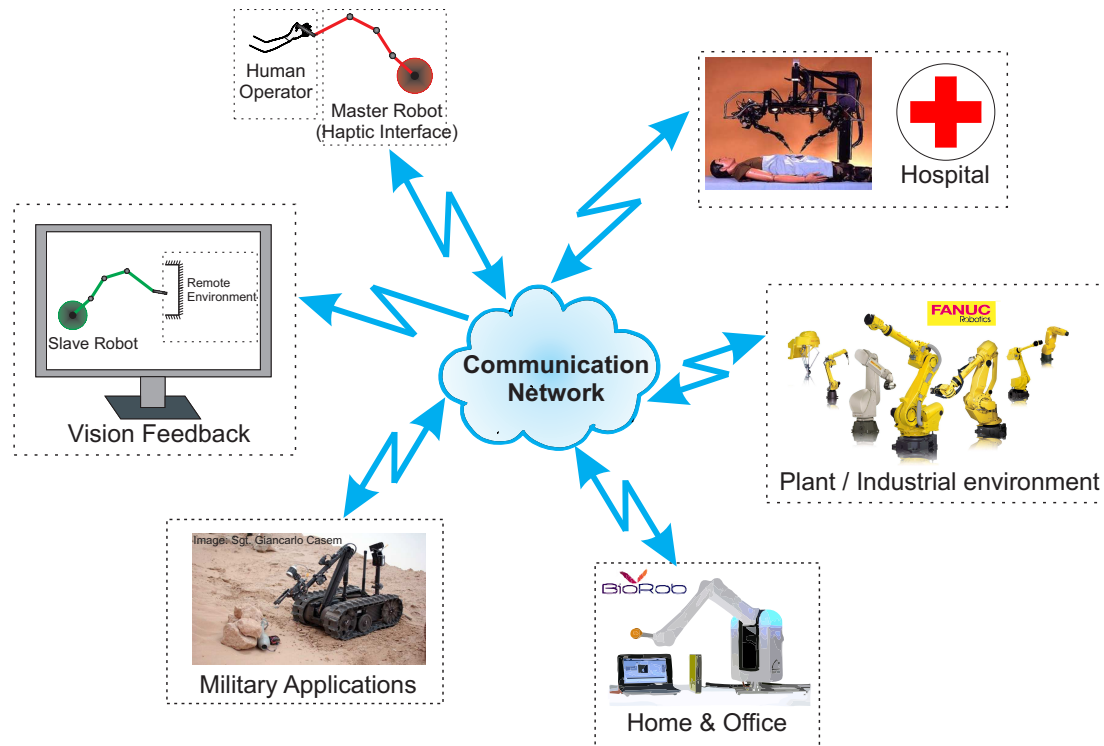 Human
Operator
Master Robot
(Haptic Interface)
Hospital
Remote
Environment
Slave Robot
Vision Feedback
Communication
Network
FANUC
Robotics
Plant / Industrial environment
Image: Sgt. Giancarlo Casem
Military Applications
BioRob
Home & Office